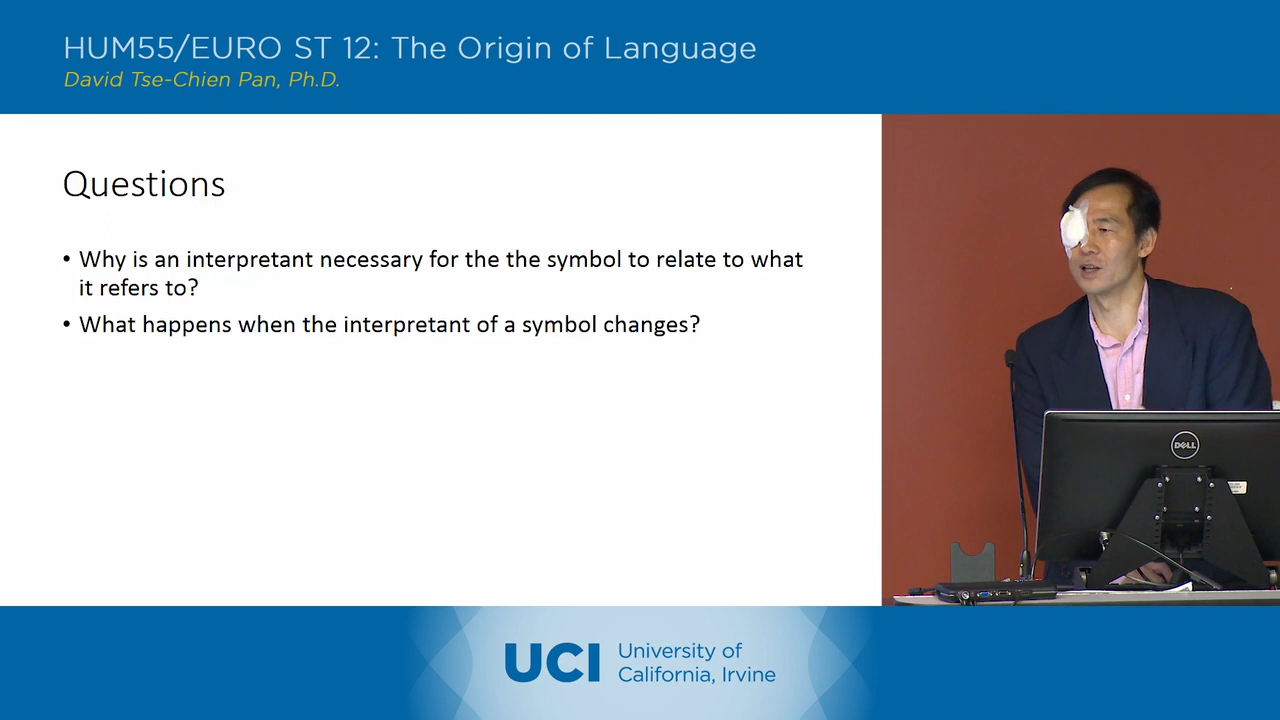 HUM55/EURO ST 12: The Origin of Language
David Tse-Chien Pan, Ph.D.
Questions
• Why is an interpretant necessary for the the symbol to relate to what
it refers to?
• What happens when the interpretant of a symbol changes?
DELL
UCI
University of
California, Irvine